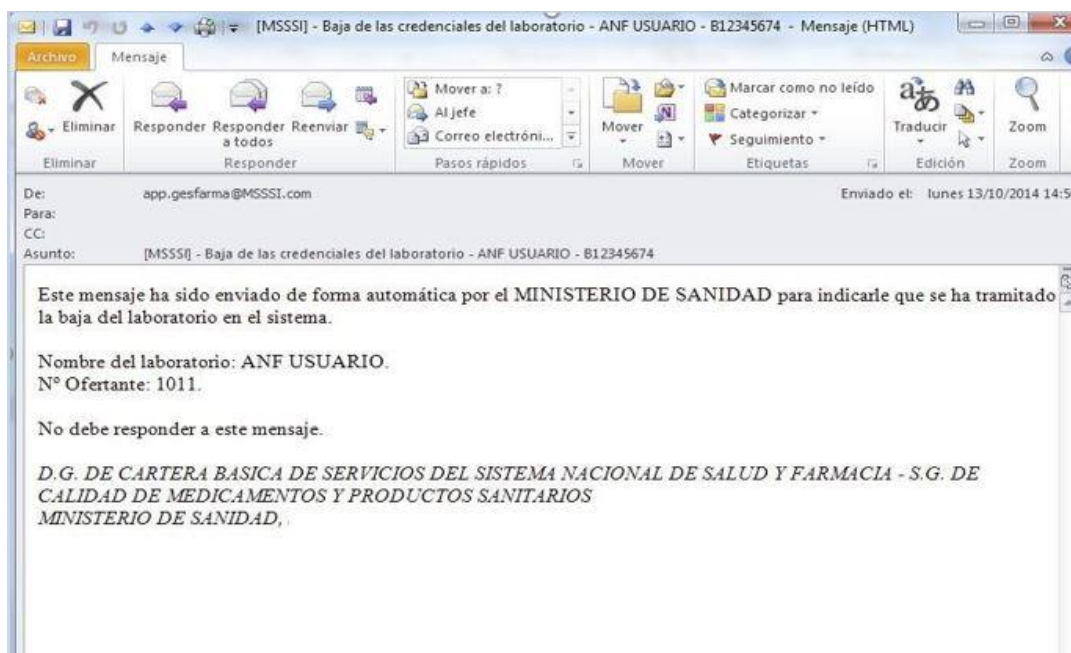 [MSSSI] - Baja de las credenciales del laboratorio - ANF USUARIO - B12345674 - Mensaje (HTML)
Archivo Mensaje
Eliminar
Responder Responder a todos Reenviar
Mover a: ?
Al jefe
Correo electróni...
Mover
Marcar como no leído
Categorizar
Seguimiento
Traducir
Zoom
Eliminar Responder Pasos rápidos Mover Etiquetas Edición Zoom
De: app.gesfarma@MSSSI.com Enviado el: lunes 13/10/2014 14:5
Para:
CC:
Asunto: [MSSSI] - Baja de las credenciales del laboratorio - ANF USUARIO - B12345674
Este mensaje ha sido enviado de forma automática por el MINISTERIO DE SANIDAD para indicarle que se ha tramitado
la baja del laboratorio en el sistema.
Nombre del laboratorio: ANF USUARIO.
Nº Ofertante: 1011.
No debe responder a este mensaje.
D.G. DE CARTERA BASICA DE SERVICIOS DEL SISTEMA NACIONAL DE SALUD Y FARMACIA - S.G. DE
CALIDAD DE MEDICAMENTOS Y PRODUCTOS SANITARIOS
MINISTERIO DE SANIDAD,